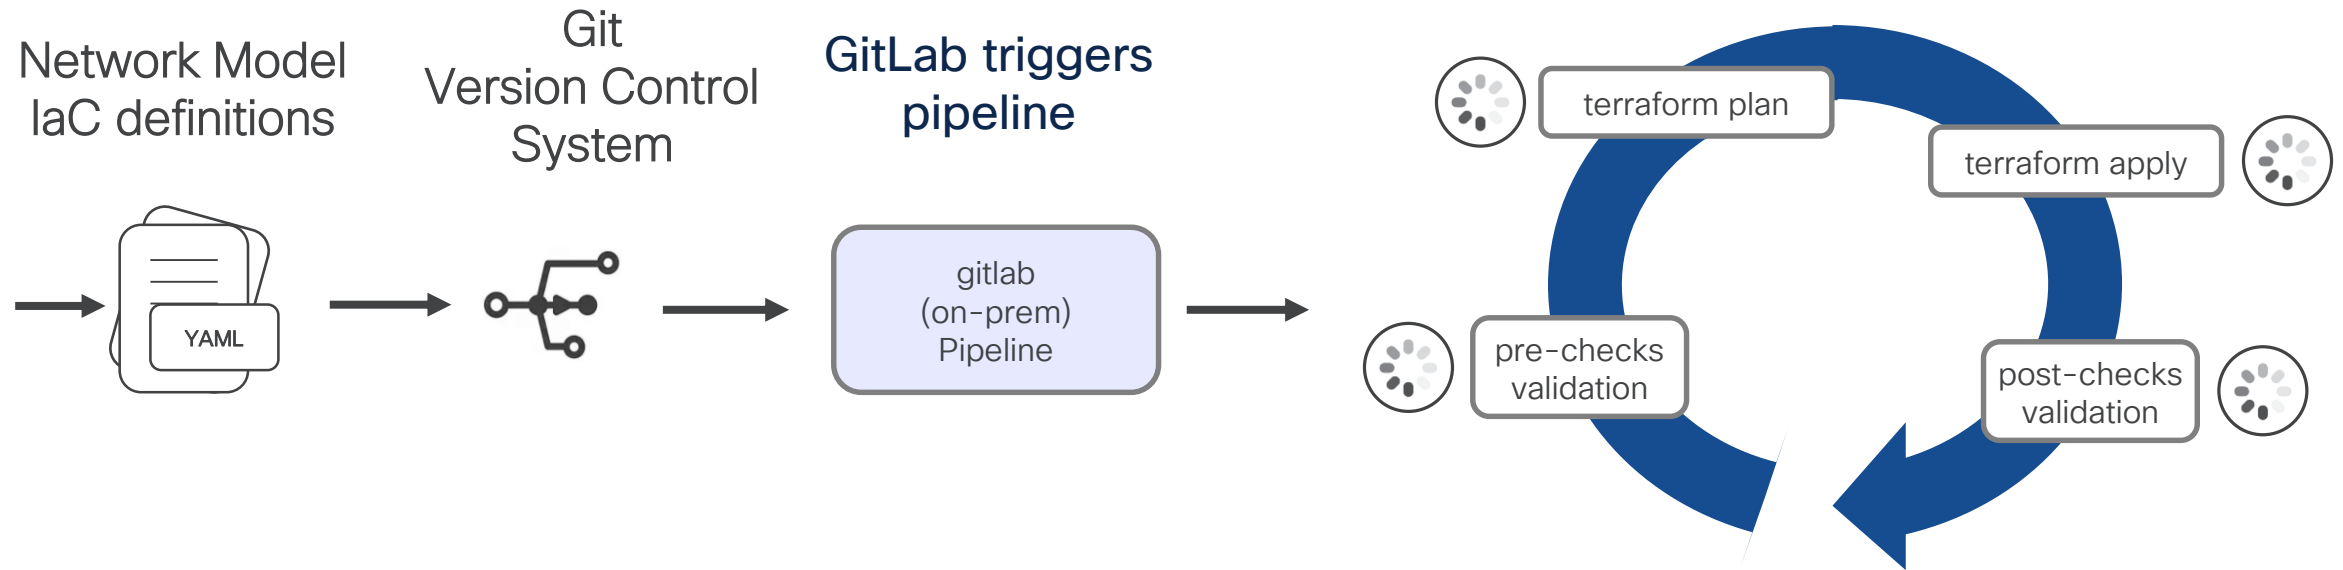 Network Model
IaC definitions
Git
Version Control
System
GitLab triggers
pipeline
YAML
gitlab
(on-prem)
Pipeline
terraform plan
terraform apply
pre-checks
validation
post-checks
validation